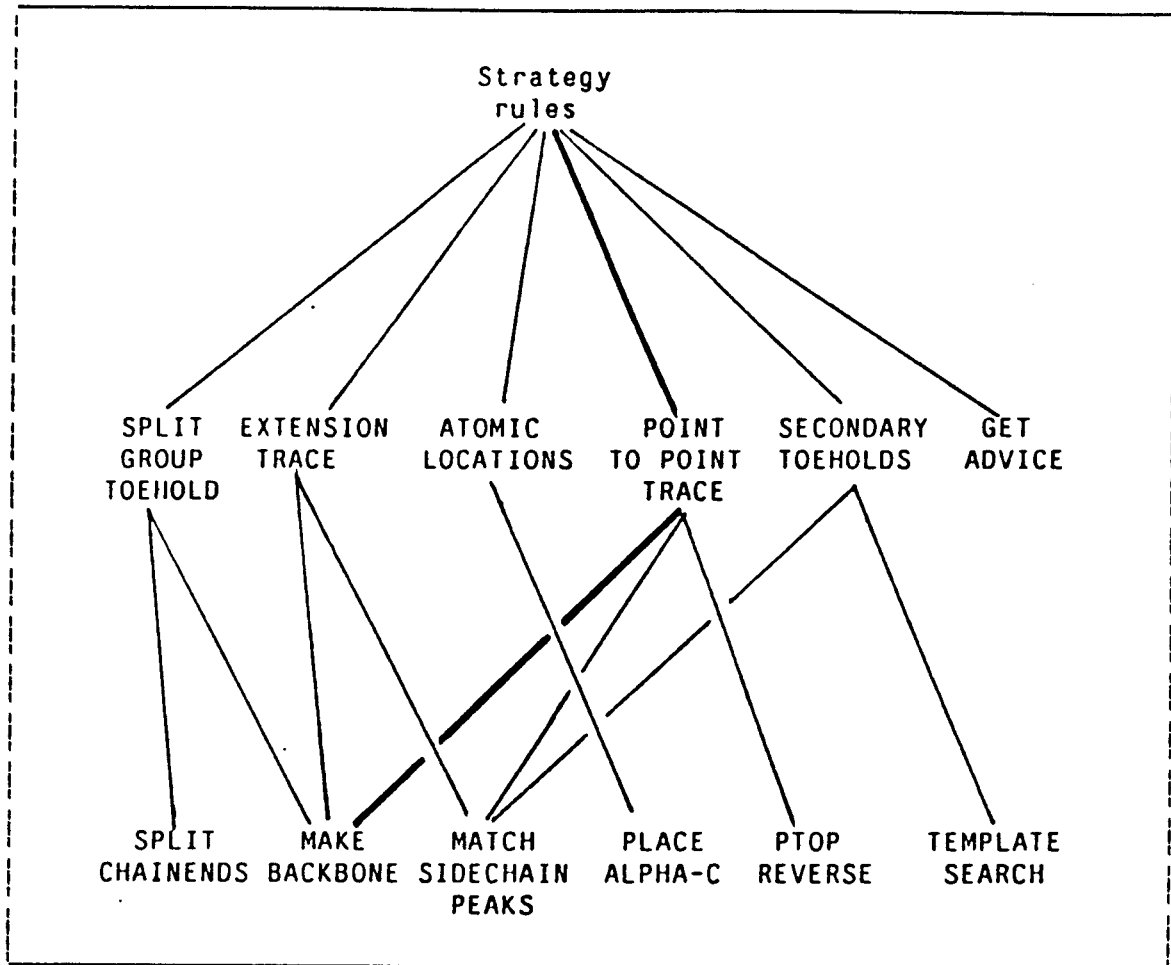 Strategy
rules
SPLIT
GROUP
TOEHOLD
EXTENSION
TRACE
ATOMIC
LOCATIONS
POINT
TO POINT
TRACE
SECONDARY
TOEHOLDS
GET
ADVICE
SPLIT
CHAINENDS
MAKE
BACKBONE
MATCH
SIDECHAIN
PEAKS
PLACE
ALPHA-C
PTOP
REVERSE
TEMPLATE
SEARCH